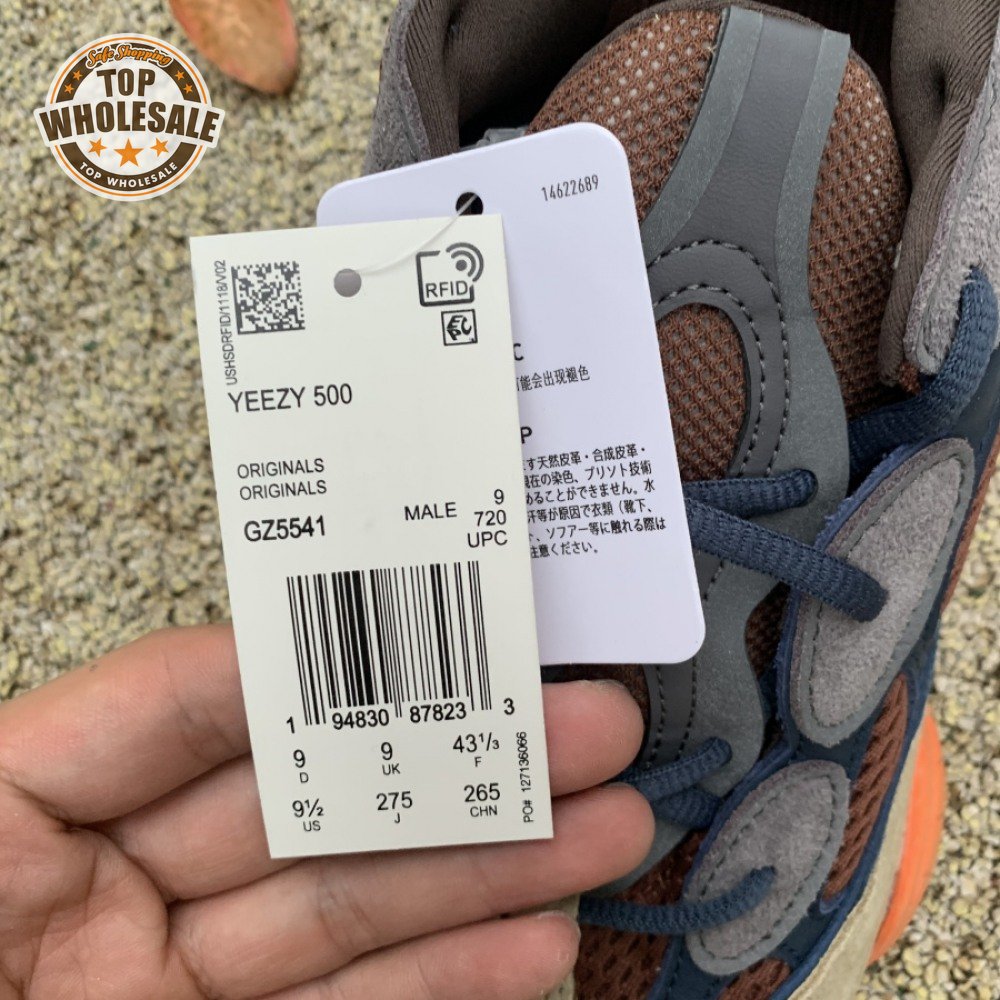 Safe Shopping
TOP
WHOLESALE
TOP WHOLESALE
14622689
USHSDRFID/1118/V02
RFID
YEEZY 500
ORIGINALS
ORIGINALS
GZ5541
MALE 9
720
UPC
1 94830 87823 3
9 D
9 UK
43⅓ F
9½ US
275 J
265 CHN
PO# 127136066
C
能会出现褪色
P
す天然皮革・合成皮革・
現在の染色、プリント技術
めることができません。水
汗等が原因で衣類（靴下、
、ソファー等に触れる際は
注意ください。